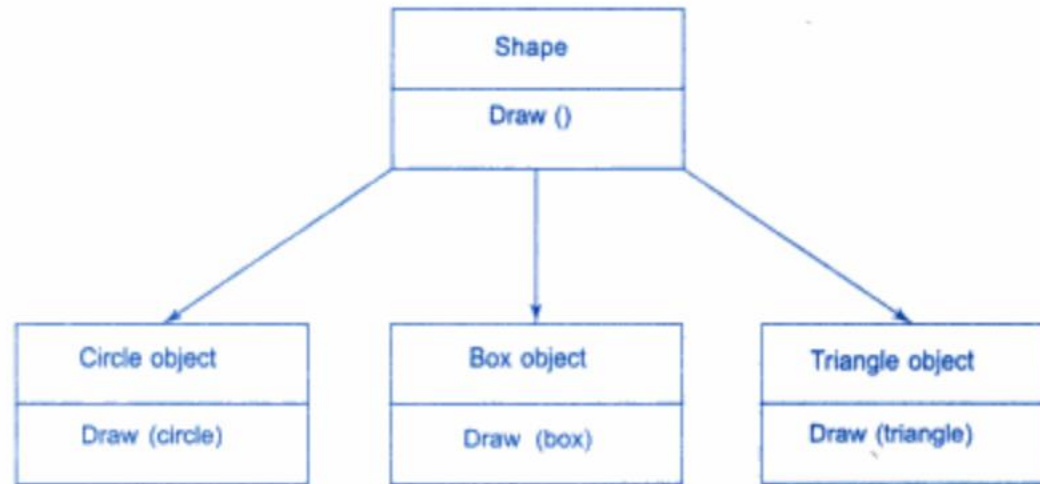 Shape
Draw ()
Circle object
Box object
Triangle object
Draw (circle)
Draw (box)
Draw (triangle)